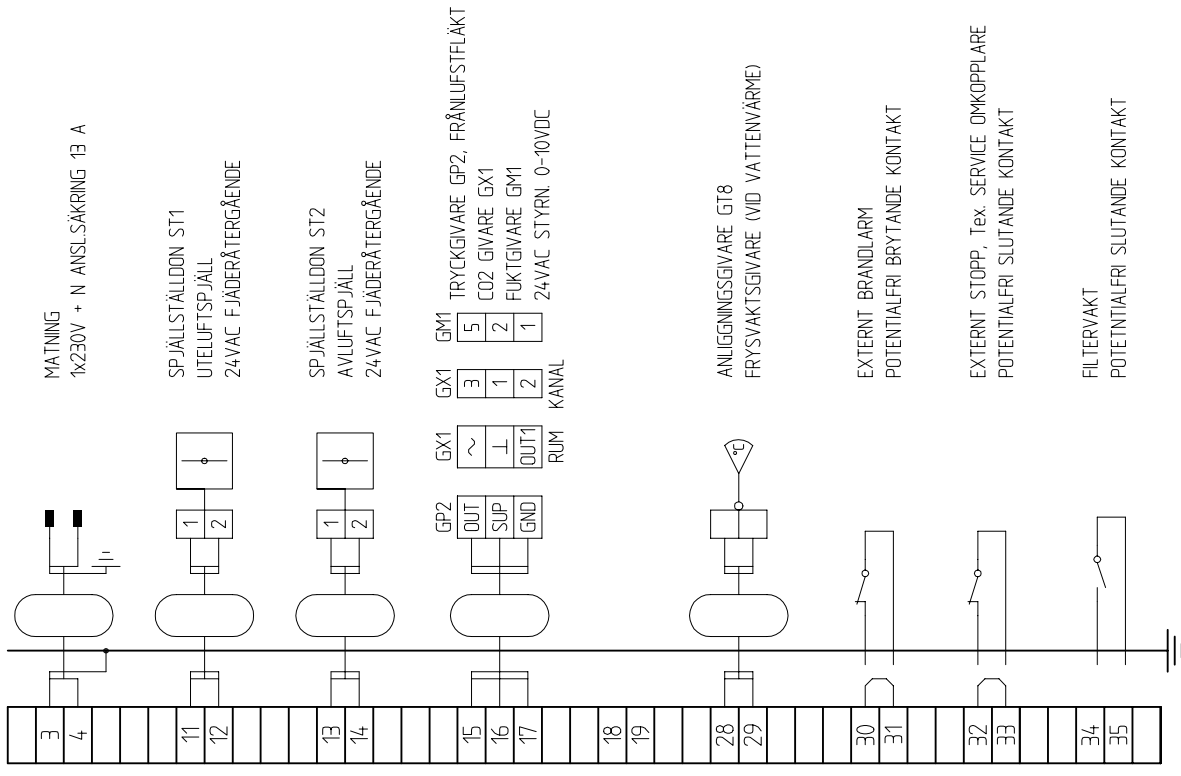 MATNING
1x230V + N ANSL.SÄKRING 13 A
3
4
SPJÄLLSTÄLLDON ST1
UTELUFTSPJÄLL
24VAC FJÄDERÅTERGÅENDE
1
2
11
12
SPJÄLLSTÄLLDON ST2
AVLUFTSPJÄLL
24VAC FJÄDERÅTERGÅENDE
1
2
13
14
TRYCKGIVARE GP2, FRÅNLUFTSFLÄKT
CO2 GIVARE GX1
FUKTGIVARE GM1
24VAC STYRN. 0-10VDC
GM1
5
2
1
GX1
3
1
2
KANAL
GX1
~
⊥
OUT1
RUM
GP2
OUT
SUP
GND
15
16
17
18
19
ANLIGGNINGSGIVARE GT8
FRYSVAKTSGIVARE (VID VATTENVÄRME)
°C
28
29
EXTERNT BRANDLARM
POTENTIALFRI BRYTANDE KONTAKT
30
31
EXTERNT STOPP, Tex. SERVICE OMKOPPLARE
POTENTIALFRI SLUTANDE KONTAKT
32
33
FILTERVAKT
POTETNTIALFRI SLUTANDE KONTAKT
34
35